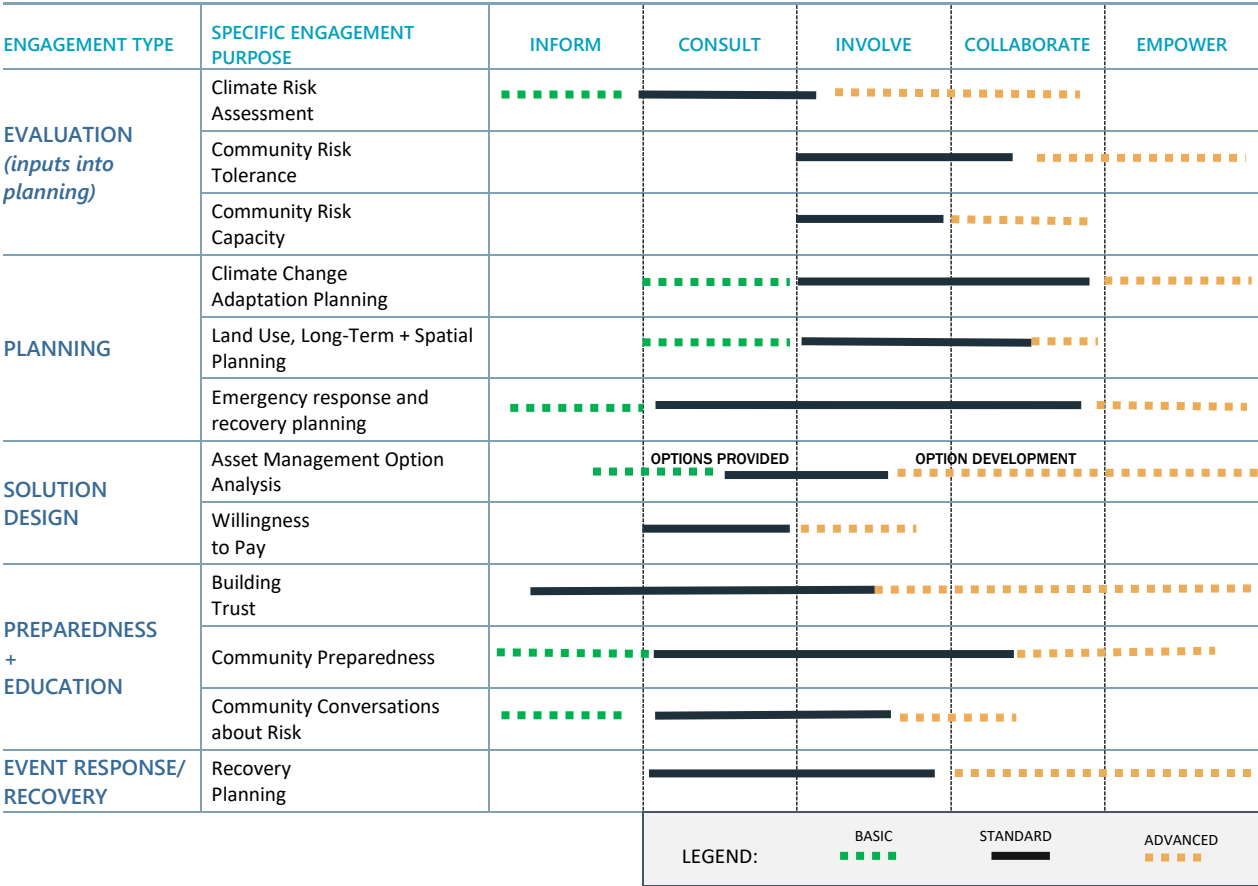 ENGAGEMENT TYPE
SPECIFIC ENGAGEMENT
PURPOSE
INFORM
CONSULT
INVOLVE
COLLABORATE
EMPOWER
EVALUATION
(inputs into
planning)
Climate Risk
Assessment
Community Risk
Tolerance
Community Risk
Capacity
PLANNING
Climate Change
Adaptation Planning
Land Use, Long-Term + Spatial
Planning
Emergency response and
recovery planning
SOLUTION
DESIGN
Asset Management Option
Analysis
OPTIONS PROVIDED
OPTION DEVELOPMENT
Willingness
to Pay
PREPAREDNESS
+
EDUCATION
Building
Trust
Community Preparedness
Community Conversations
about Risk
EVENT RESPONSE/
RECOVERY
Recovery
Planning
LEGEND:
BASIC
STANDARD
ADVANCED